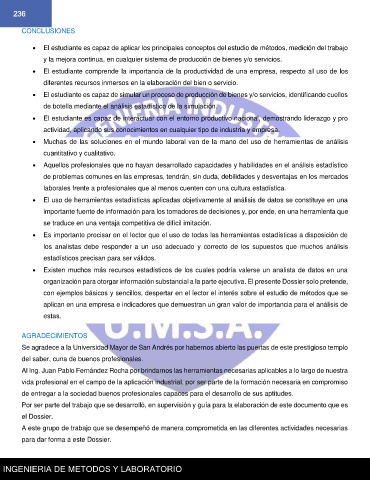 236
CONCLUSIONES
• El estudiante es capaz de aplicar los principales conceptos del estudio de métodos, medición del trabajo
y la mejora continua, en cualquier sistema de producción de bienes y/o servicios.
• El estudiante comprende la importancia de la productividad de una empresa, respecto al uso de los
diferentes recursos inmersos en la elaboración del bien o servicio.
• El estudiante es capaz de simular un proceso de producción de bienes y/o servicios, identificando cuellos
de botella mediante el análisis estadístico de la simulación.
• El estudiante es capaz de interactuar con el entorno productivo nacional, demostrando liderazgo y pro
actividad, aplicando sus conocimientos en cualquier tipo de industria y empresa.
• Muchas de las soluciones en el mundo laboral van de la mano del uso de herramientas de análisis
cuantitativo y cualitativo.
• Aquellos profesionales que no hayan desarrollado capacidades y habilidades en el análisis estadístico
de problemas comunes en las empresas, tendrán, sin duda, debilidades y desventajas en los mercados
laborales frente a profesionales que al menos cuenten con una cultura estadística.
• El uso de herramientas estadísticas aplicadas objetivamente al análisis de datos se constituye en una
importante fuente de información para los tomadores de decisiones y, por ende, en una herramienta que
se traduce en una ventaja competitiva de difícil imitación.
• Es importante precisar en el lector que el uso de todas las herramientas estadísticas a disposición de
los analistas debe responder a un uso adecuado y correcto de los supuestos que muchos análisis
estadísticos precisan para ser válidos.
• Existen muchos más recursos estadísticos de los cuales podría valerse un analista de datos en una
organización para otorgar información substancial a la parte ejecutiva. El presente Dossier solo pretende,
con ejemplos básicos y sencillos, despertar en el lector el interés sobre el estudio de métodos que se
aplican en una empresa e indicadores que demuestran un gran valor de importancia para el análisis de
estas.
U.M.S.A.
AGRADECIMIENTOS
Se agradece a la Universidad Mayor de San Andrés por habernos abierto las puertas de este prestigioso templo
del saber, cuna de buenos profesionales.
Al Ing. Juan Pablo Fernández Rocha por brindarnos las herramientas necesarias aplicables a lo largo de nuestra
vida profesional en el campo de la aplicación industrial, por ser parte de la formación necesaria en compromiso
de entregar a la sociedad buenos profesionales capaces para el desarrollo de sus aptitudes.
Por ser parte del trabajo que se desarrolló, en supervisión y guía para la elaboración de este documento que es
el Dossier.
A este grupo de trabajo que se desempeñó de manera comprometida en las diferentes actividades necesarias
para dar forma a este Dossier.
INGENIERIA DE METODOS Y LABORATORIO